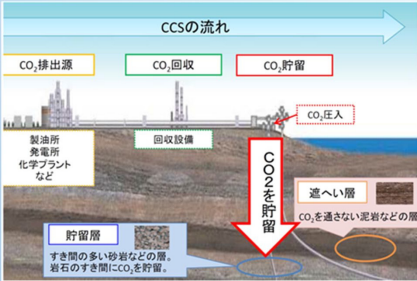 CCSの流れ
CO2排出源
CO2回収
CO2貯留
CO2圧入
製油所
発電所
化学プラント
など
回収設備
CO2を貯留
遮へい層
CO2を通さない泥岩などの層。
貯留層
すき間の多い砂岩などの層。
岩石のすき間にCO2を貯留。